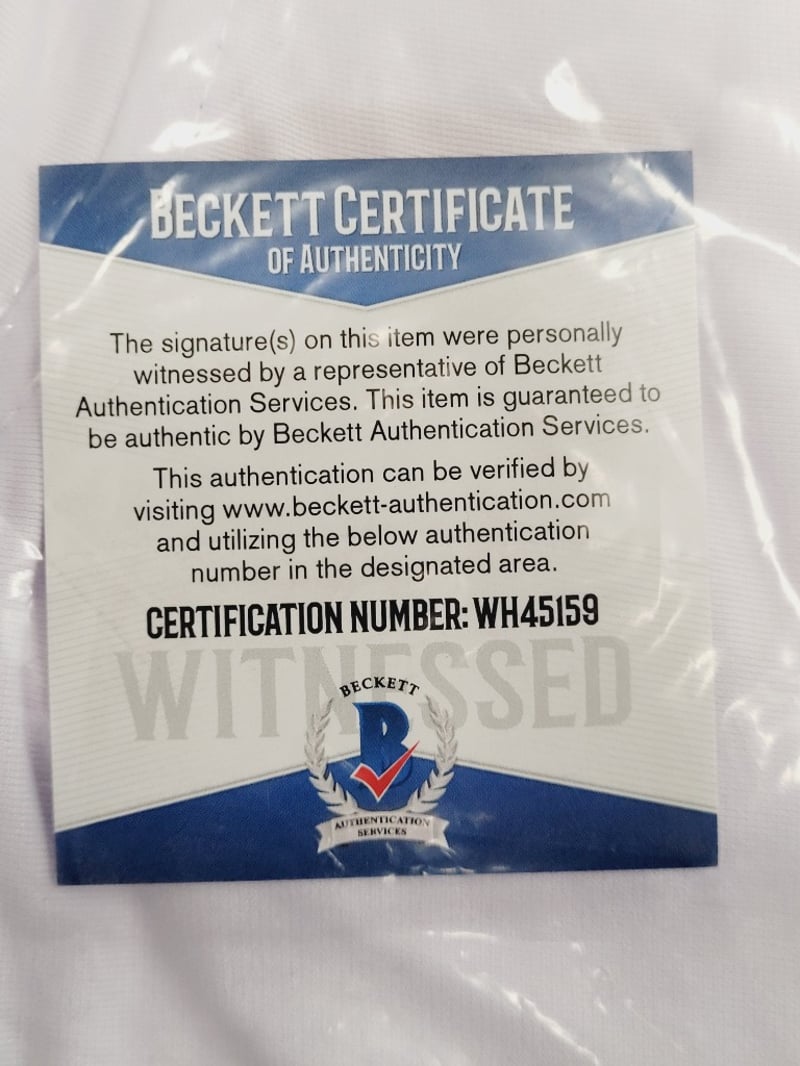 BECKETT CERTIFICATE
OF AUTHENTICITY
The signature(s) on this item were personally
witnessed by a representative of Beckett
Authentication Services. This item is guaranteed to
be authentic by Beckett Authentication Services.
This authentication can be verified by
visiting www.beckett-authentication.com
and utilizing the below authentication
number in the designated area.
CERTIFICATION NUMBER: WH45159
WITNESSED
BECKETT
B
AUTHENTICATION
SERVICES